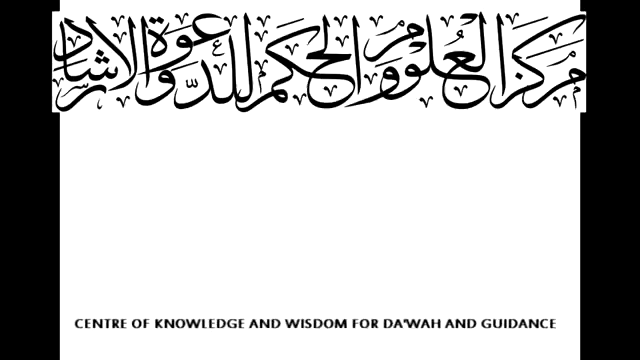 مركز العلوم والحكم للدعوة والإرشاد
CENTRE OF KNOWLEDGE AND WISDOM FOR DA'WAH AND GUIDANCE